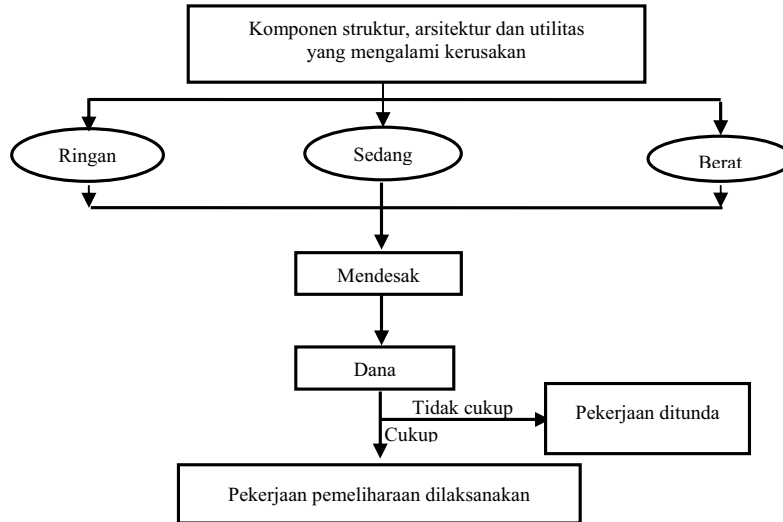 Komponen struktur, arsitektur dan utilitas
yang mengalami kerusakan
Ringan
Sedang
Berat
Mendesak
Dana
Tidak cukup
Pekerjaan ditunda
Cukup
Pekerjaan pemeliharaan dilaksanakan